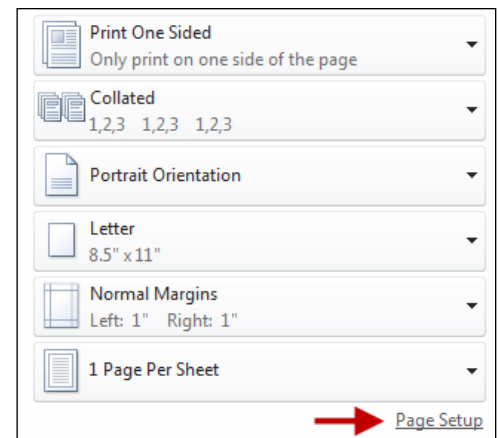 Print One Sided
Only print on one side of the page
Collated
1,2,3 1,2,3 1,2,3
Portrait Orientation
Letter
8.5" x 11"
Normal Margins
Left: 1" Right: 1"
1 Page Per Sheet
Page Setup